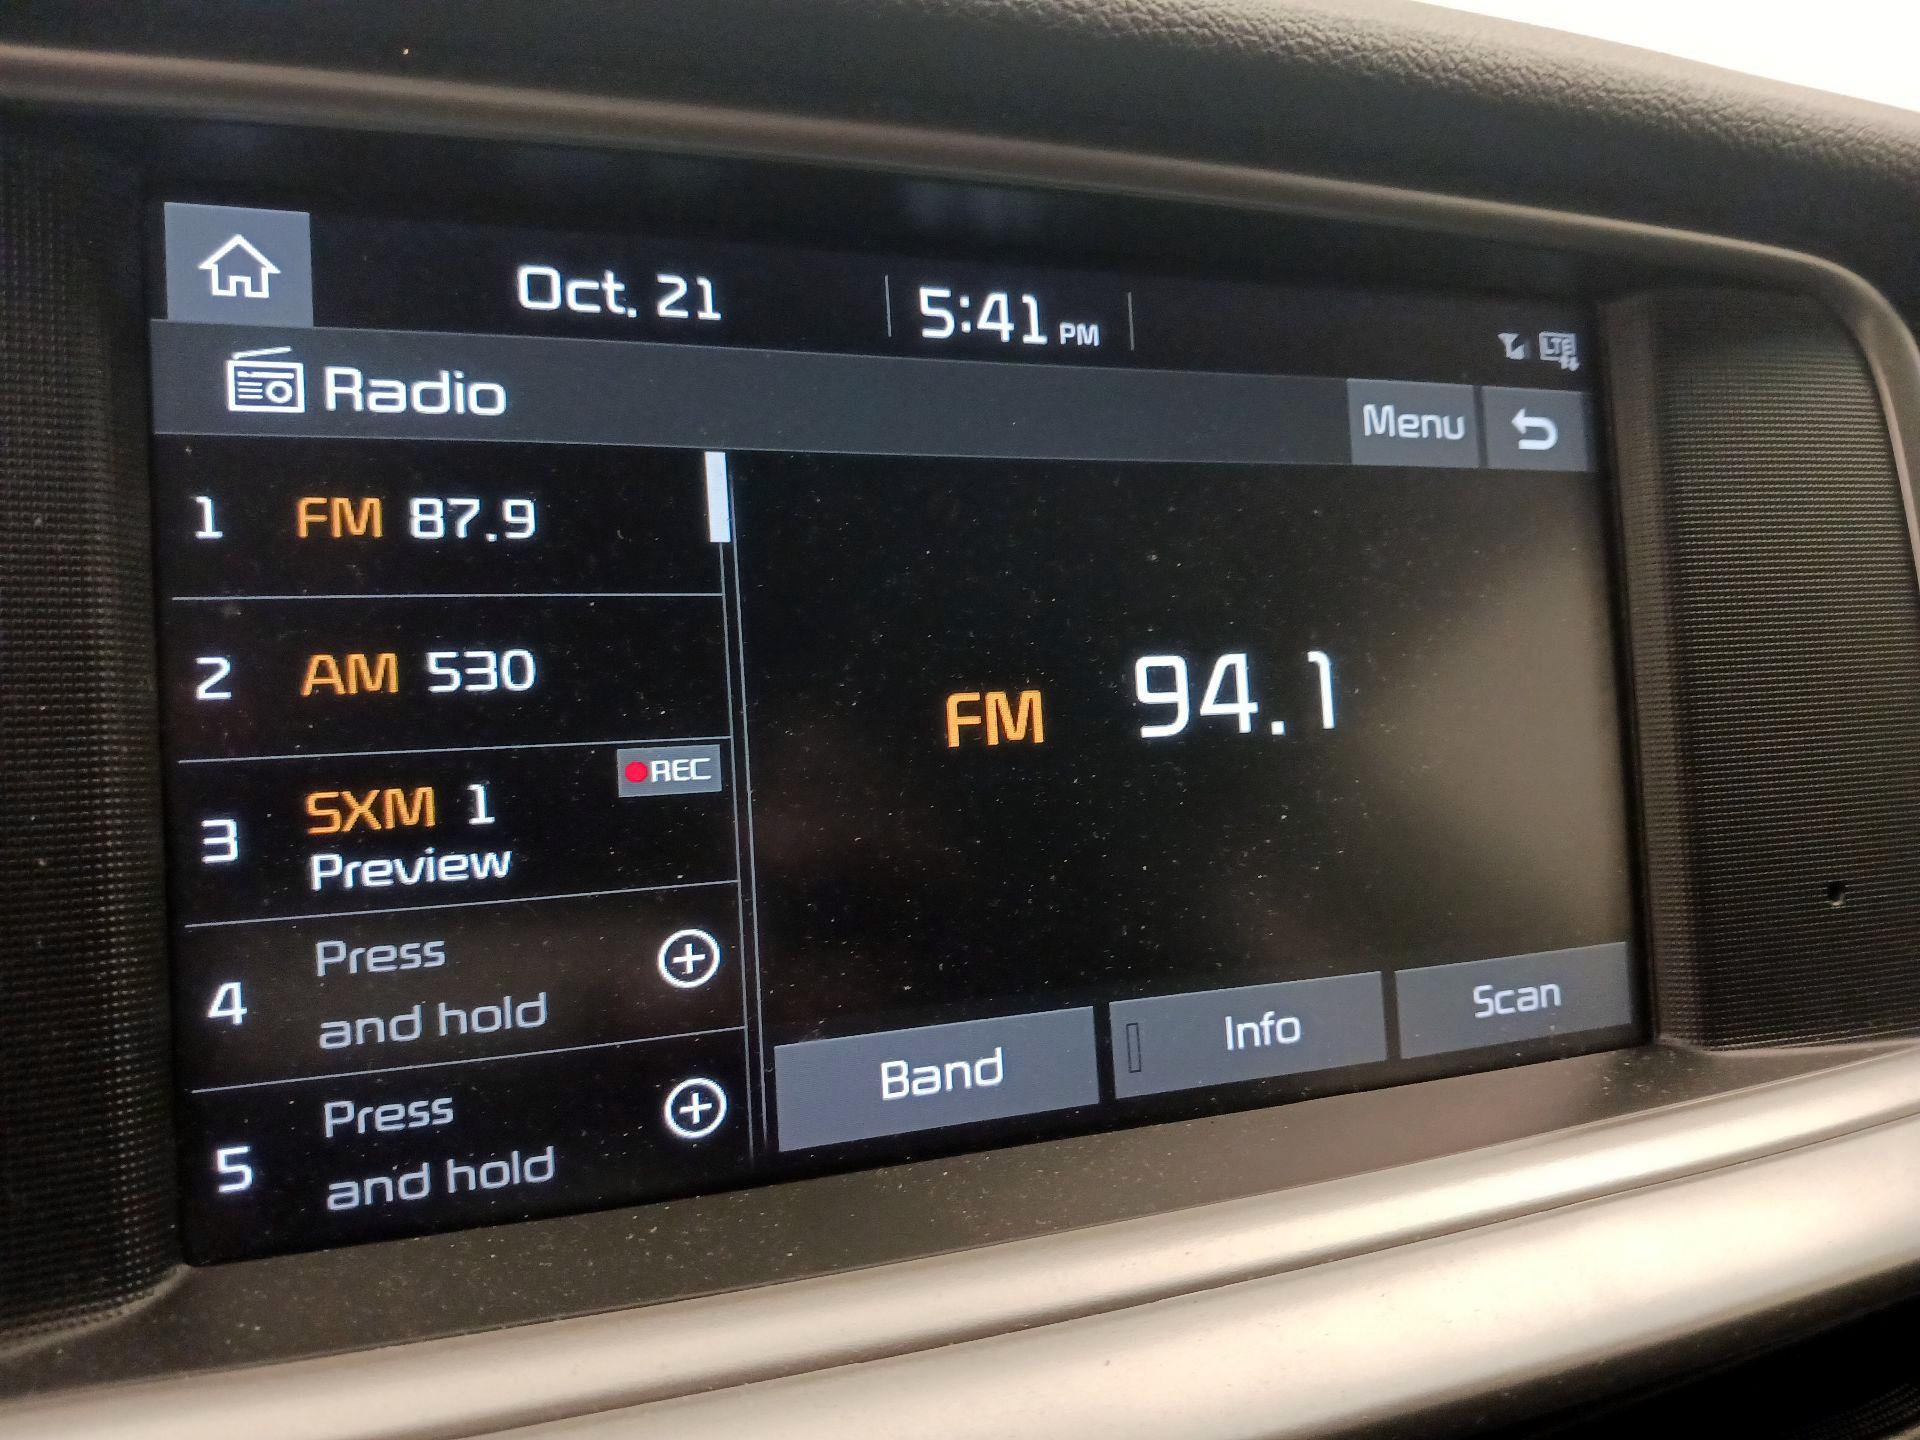 Oct. 21
5:41 PM
LTE
Radio
Menu
1 FM 87.9
2 AM 530
REC
3 SXM 1
Preview
4 Press
and hold
5 Press
and hold
FM 94.1
Band
Info
Scan